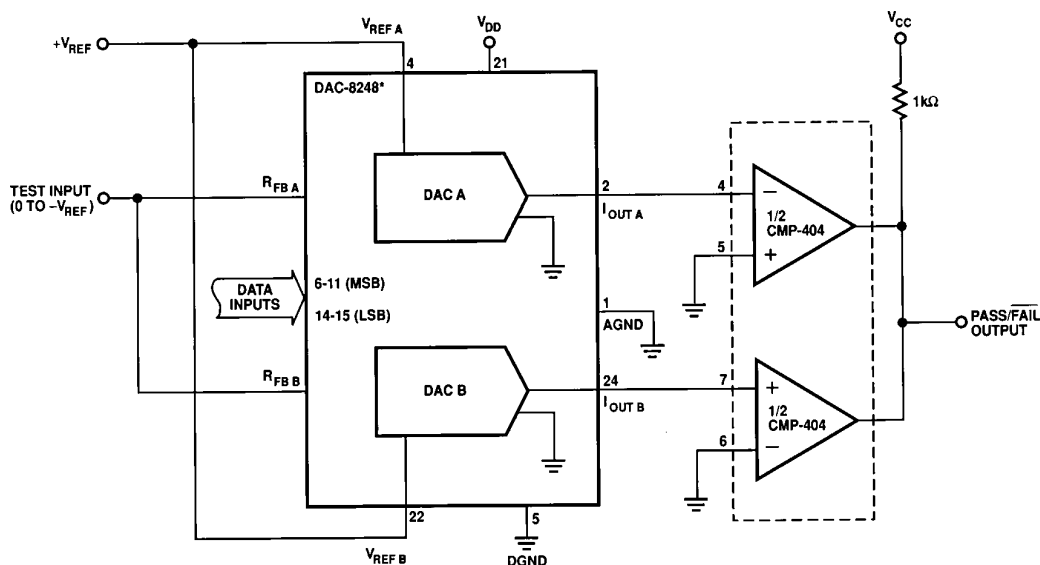 +V_REF
V_REF A
4
V_DD
21
DAC-8248*
V_CC
1kΩ
TEST INPUT
(0 TO –V_REF)
R_FB A
DAC A
2
I_OUT A
4
–
1/2
CMP-404
5
+
DATA
INPUTS
6-11 (MSB)
14-15 (LSB)
1
AGND
PASS/F̅A̅I̅L̅
OUTPUT
R_FB B
DAC B
24
I_OUT B
7
+
1/2
CMP-404
6
–
22
V_REF B
5
DGND